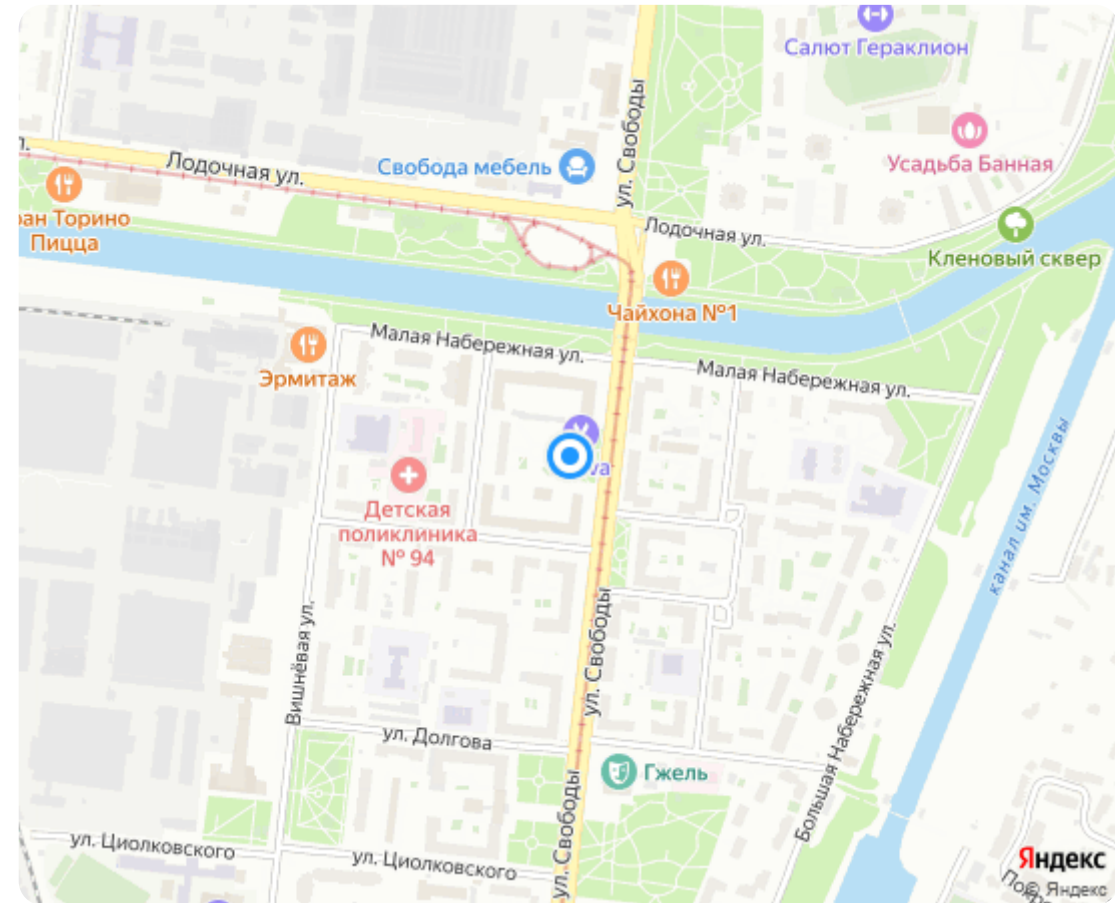 Салют Гераклион
ул. Свободы
Лодочная ул.
Свобода мебель
Усадьба Банная
ан Торино
Пицца
Лодочная ул.
Кленовый сквер
Чайхона №1
Малая Набережная ул.
Эрмитаж
Малая Набережная ул.
va
Детская
поликлиника
№ 94
канал им. Москвы
Вишнёвая ул.
ул. Свободы
ул. Долгова
Большая Набережная ул.
Гжель
ул. Циолковского
ул. Циолковского
ул. Свободы
Яндекс
© Яндекс